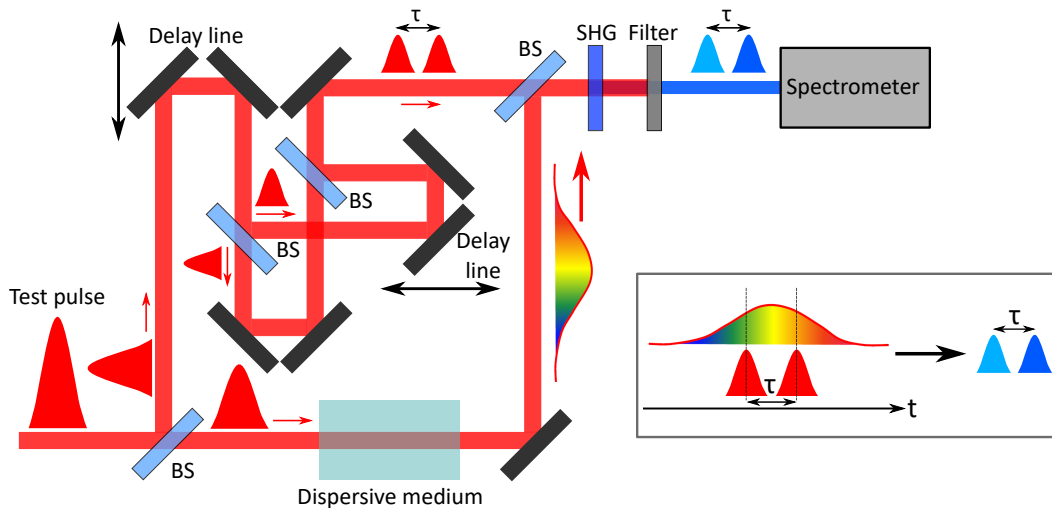 Delay line
τ
BS
SHG
Filter
τ
Spectrometer
BS
BS
Delay
line
Test pulse
τ
τ
t
BS
Dispersive medium